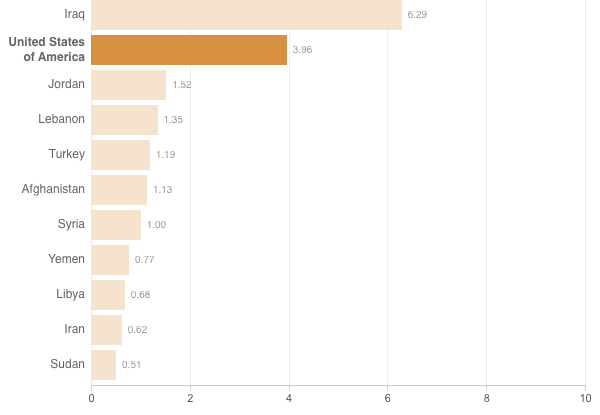 Iraq 6.29
United States
of America 3.96
Jordan 1.52
Lebanon 1.35
Turkey 1.19
Afghanistan 1.13
Syria 1.00
Yemen 0.77
Libya 0.68
Iran 0.62
Sudan 0.51
0 2 4 6 8 10